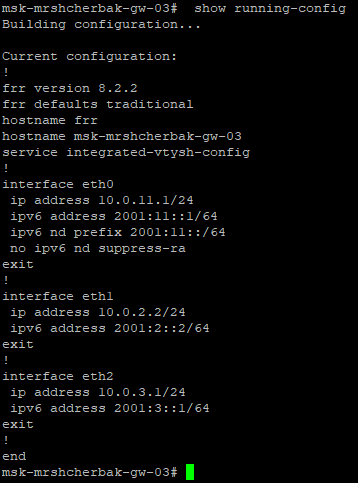 msk-mrshcherbak-gw-03#  show running-config
Building configuration...

Current configuration:
!
frr version 8.2.2
frr defaults traditional
hostname frr
hostname msk-mrshcherbak-gw-03
service integrated-vtysh-config
!
interface eth0
 ip address 10.0.11.1/24
 ipv6 address 2001:11::1/64
 ipv6 nd prefix 2001:11::/64
 no ipv6 nd suppress-ra
exit
!
interface eth1
 ip address 10.0.2.2/24
 ipv6 address 2001:2::2/64
exit
!
interface eth2
 ip address 10.0.3.1/24
 ipv6 address 2001:3::1/64
exit
!
end
msk-mrshcherbak-gw-03#